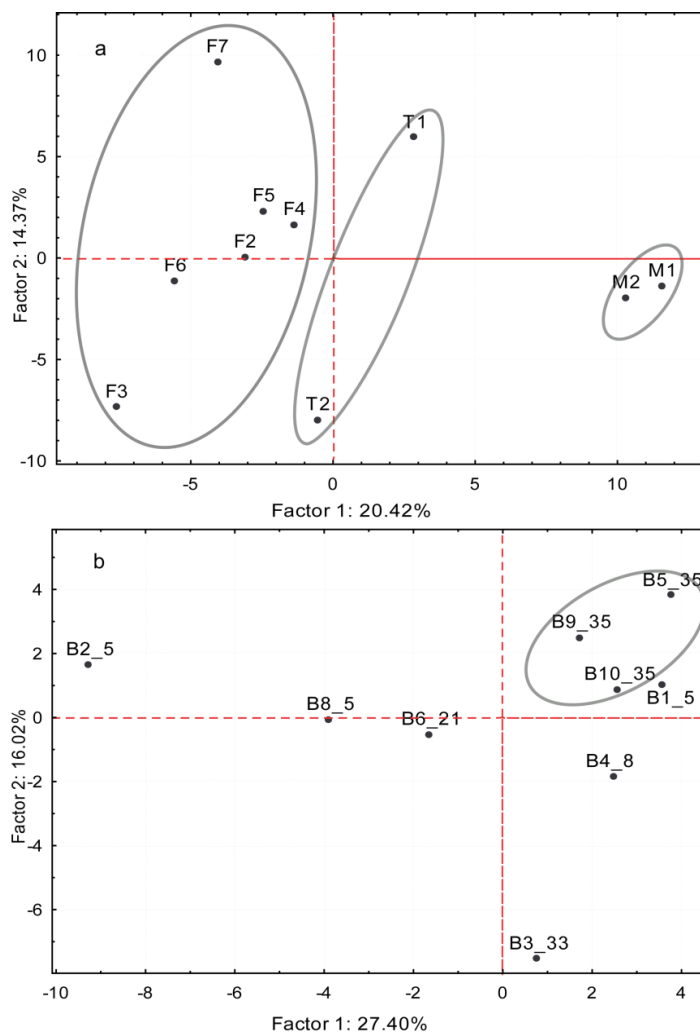 a
10
5
0
-5
-10
Factor 2: 14.37%
F7
T1
F5
F4
F2
F6
M2 M1
F3
T2
-5 0 5 10
Factor 1: 20.42%
b
4
2
0
-2
-4
-6
Factor 2: 16.02%
B5_35
B9_35
B2_5
B10_35
B1_5
B8_5
B6_21
B4_8
B3_33
-10 -8 -6 -4 -2 0 2 4
Factor 1: 27.40%